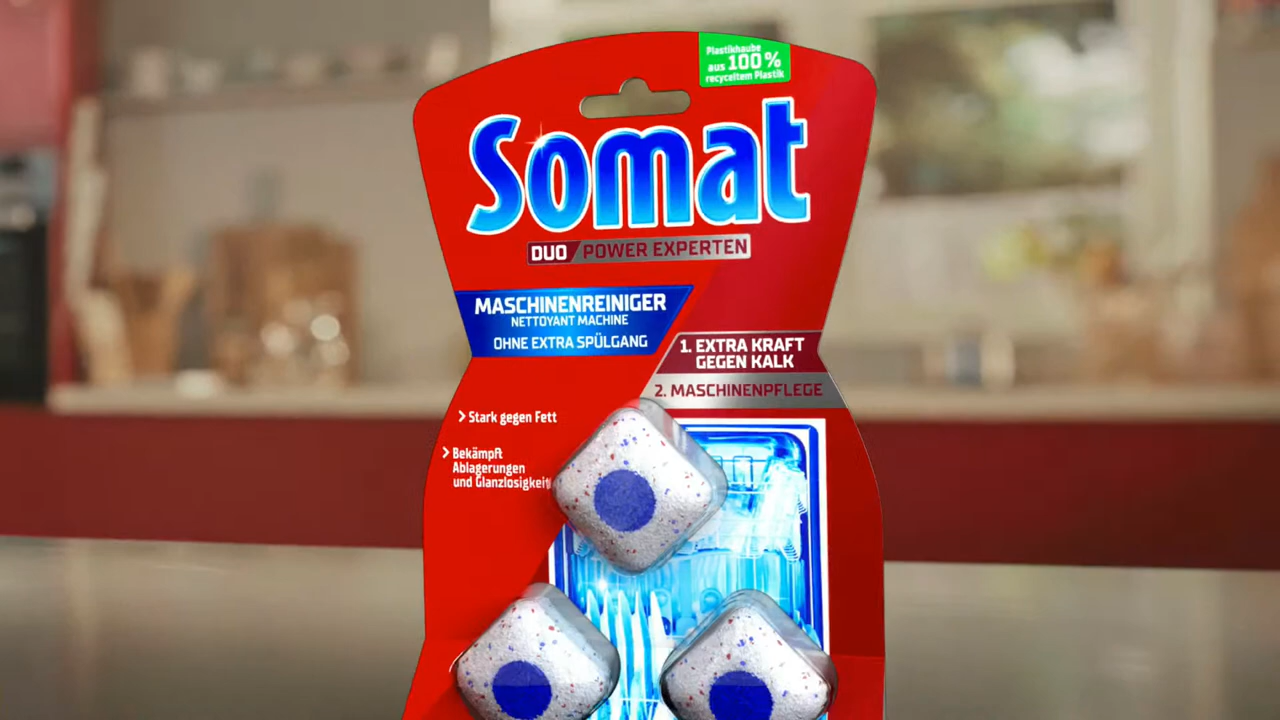 Plastikhaube
aus 100 %
recyceltem Plastik
Somat
DUO POWER EXPERTEN
MASCHINENREINIGER
NETTOYANT MACHINE
OHNE EXTRA SPÜLGANG
1. EXTRA KRAFT
GEGEN KALK
2. MASCHINENPFLEGE
Stark gegen Fett
Bekämpft
Ablagerungen
und Glanzlosigkeit